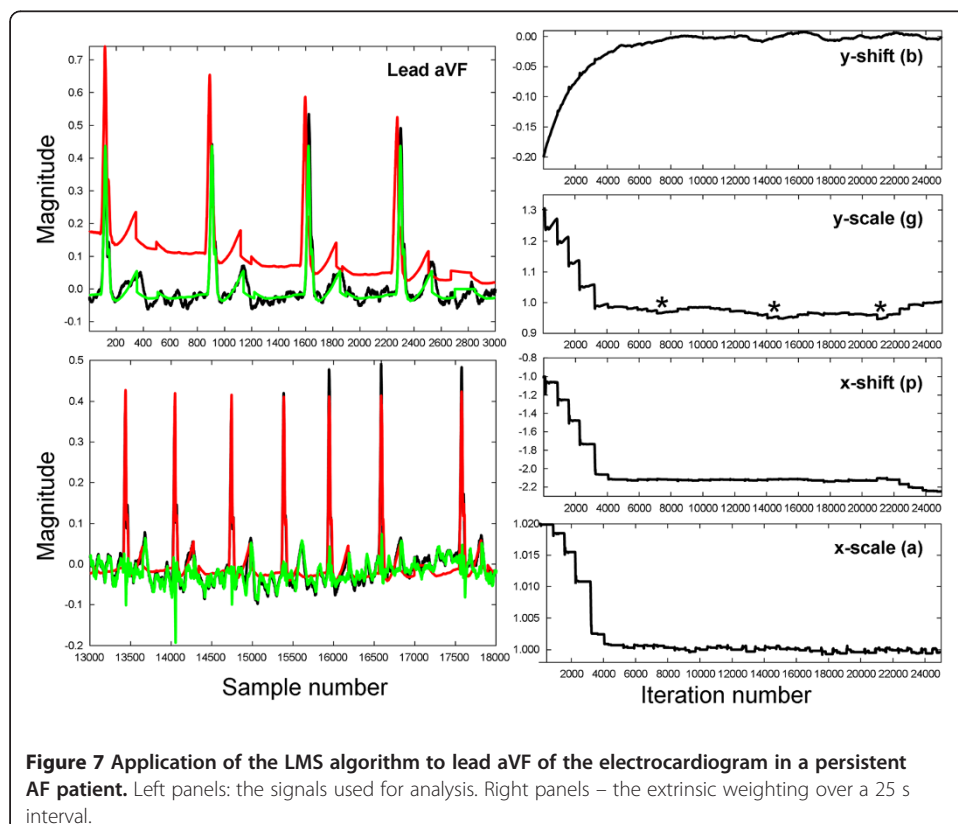 Lead aVF
Magnitude
0.7
0.6
0.5
0.4
0.3
0.2
0.1
0.0
-0.1
200 400 600 800 1000 1200 1400 1600 1800 2000 2200 2400 2600 2800 3000
Magnitude
0.5
0.4
0.3
0.2
0.1
0.0
-0.1
-0.2
13000 13500 14000 14500 15000 15500 16000 16500 17000 17500 18000
Sample number
y-shift (b)
0.00
-0.05
-0.10
-0.15
-0.20
2000 4000 6000 8000 10000 12000 14000 16000 18000 20000 22000 24000
y-scale (g)
1.3
1.2
1.1
1.0
0.9
* * *
2000 4000 6000 8000 10000 12000 14000 16000 18000 20000 22000 24000
x-shift (p)
-0.8
-1.0
-1.2
-1.4
-1.6
-1.8
-2.0
-2.2
2000 4000 6000 8000 10000 12000 14000 16000 18000 20000 22000 24000
x-scale (a)
1.020
1.015
1.010
1.005
1.000
2000 4000 6000 8000 10000 12000 14000 16000 18000 20000 22000 24000
Iteration number
Figure 7 Application of the LMS algorithm to lead aVF of the electrocardiogram in a persistent
AF patient. Left panels: the signals used for analysis. Right panels – the extrinsic weighting over a 25 s
interval.